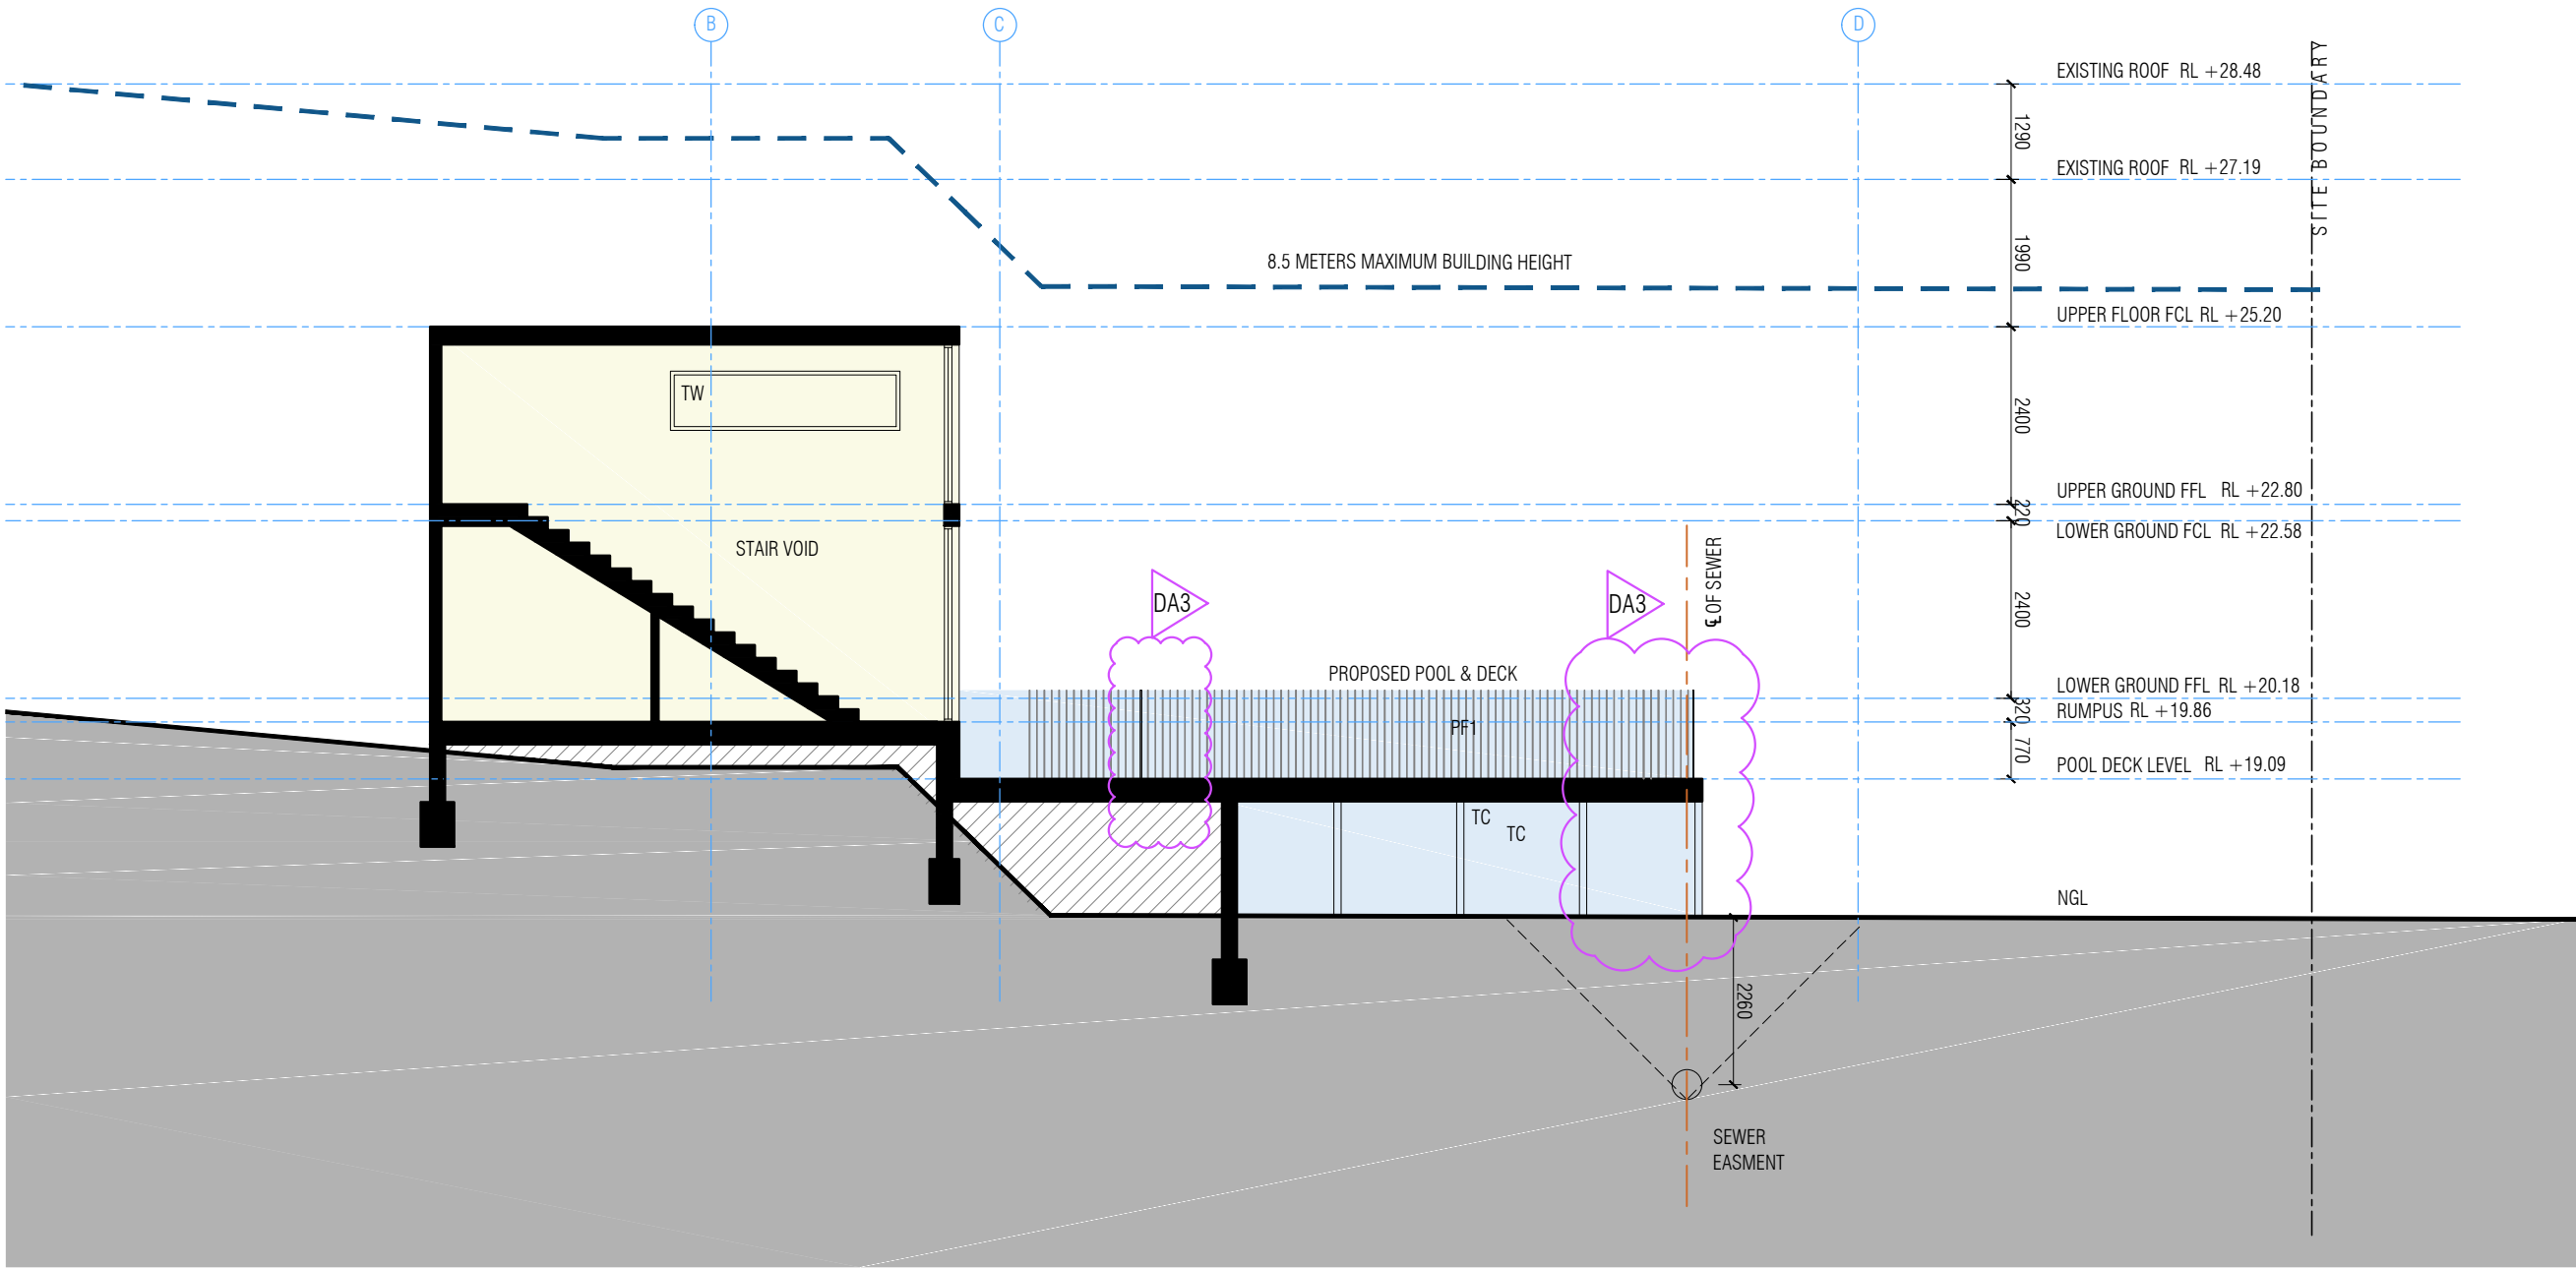 B
C
D
SITE BOTUNDARY
EXISTING ROOF RL +28.48
1290
EXISTING ROOF RL +27.19
1990
8.5 METERS MAXIMUM BUILDING HEIGHT
UPPER FLOOR FCL RL +25.20
TW
2400
UPPER GROUND FFL RL +22.80
220
LOWER GROUND FCL RL +22.58
STAIR VOID
OF SEWER
DA3
DA3
2400
PROPOSED POOL & DECK
LOWER GROUND FFL RL +20.18
320
RUMPUS RL +19.86
PF1
770
POOL DECK LEVEL RL +19.09
TC
TC
NGL
2260
SEWER
EASMENT